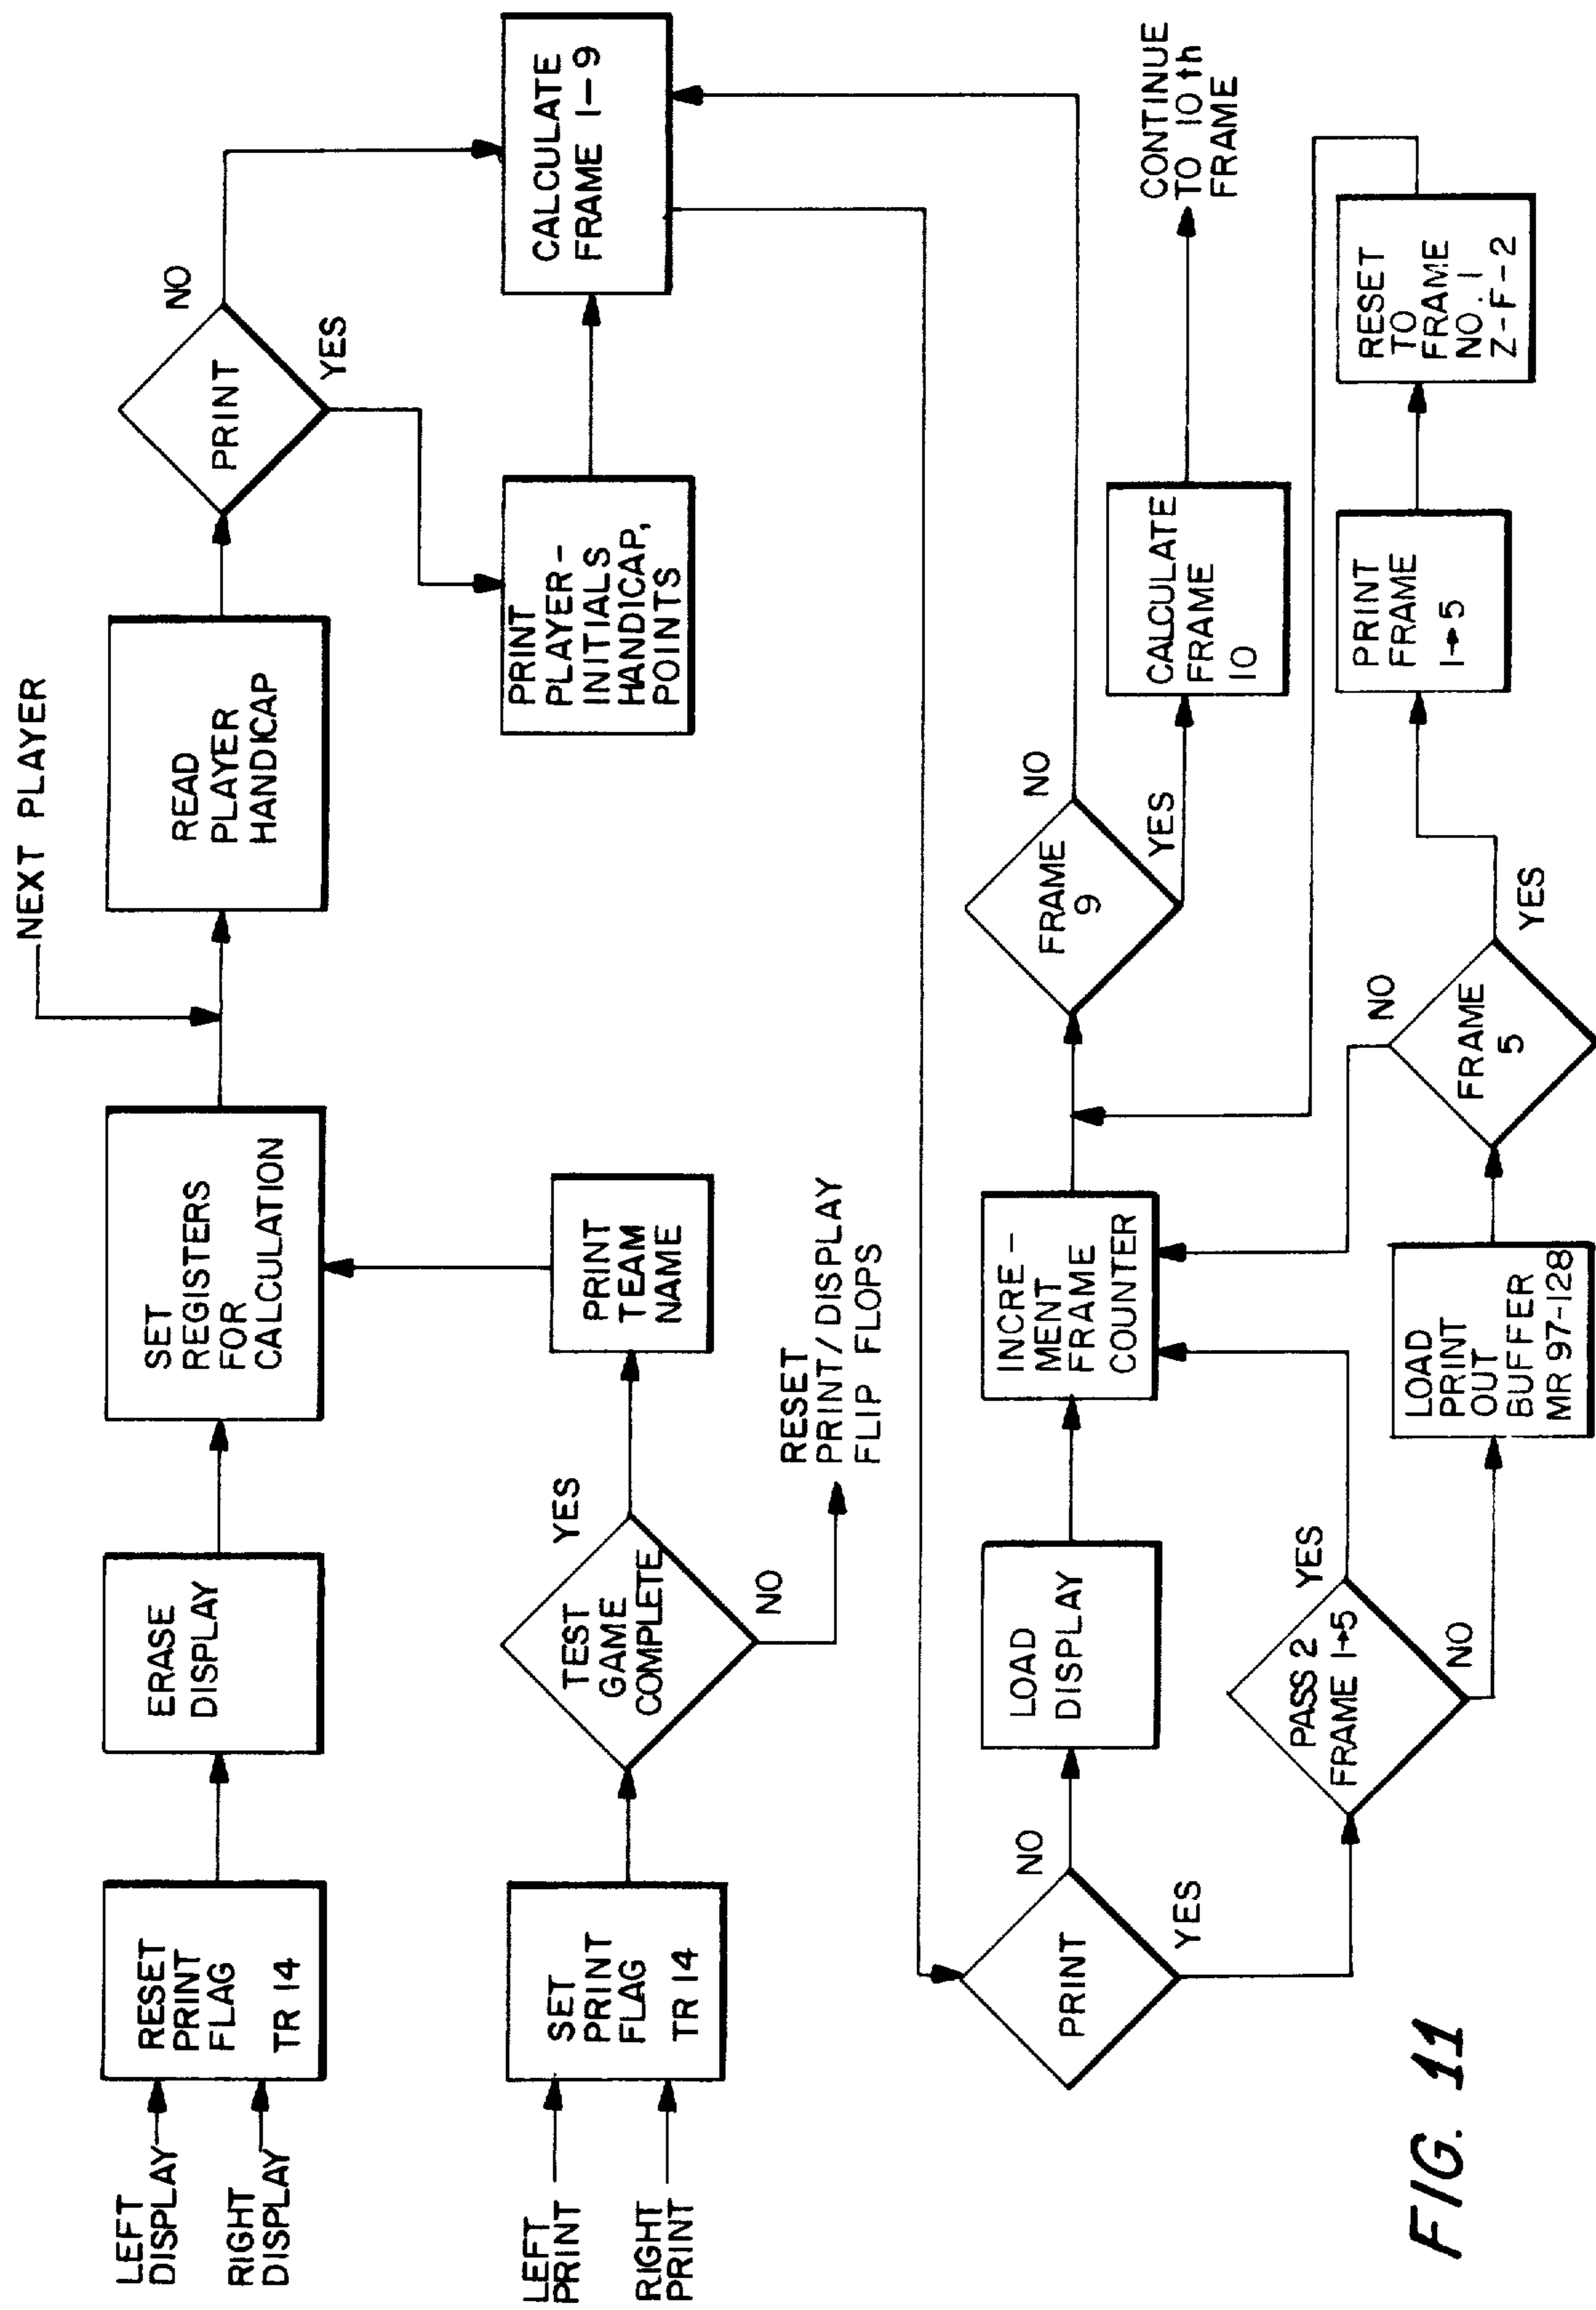 NEXT PLAYER
LEFT
DISPLAY
RIGHT
DISPLAY
RESET
PRINT
FLAG
TR 14
ERASE
DISPLAY
SET
REGISTERS
FOR
CALCULATION
READ
PLAYER
HANDICAP
PRINT
NO
YES
LEFT
PRINT
RIGHT
PRINT
SET
PRINT
FLAG
TR 14
TEST
GAME
COMPLETE
YES
NO
PRINT
TEAM
NAME
RESET
PRINT/DISPLAY
FLIP FLOPS
PRINT
PLAYER-
INITIALS
HANDICAP,
POINTS
CALCULATE
FRAME 1-9
PRINT
NO
YES
LOAD
DISPLAY
INCRE-
MENT
FRAME
COUNTER
FRAME
9
NO
YES
CALCULATE
FRAME
10
CONTINUE
TO 10th
FRAME
PASS 2
FRAME 1→5
YES
NO
LOAD
PRINT
OUT
BUFFER
MR 97-128
FRAME
5
NO
YES
PRINT
FRAME
1→5
RESET
TO
FRAME
NO. 1
Z-F-2
FIG. 11